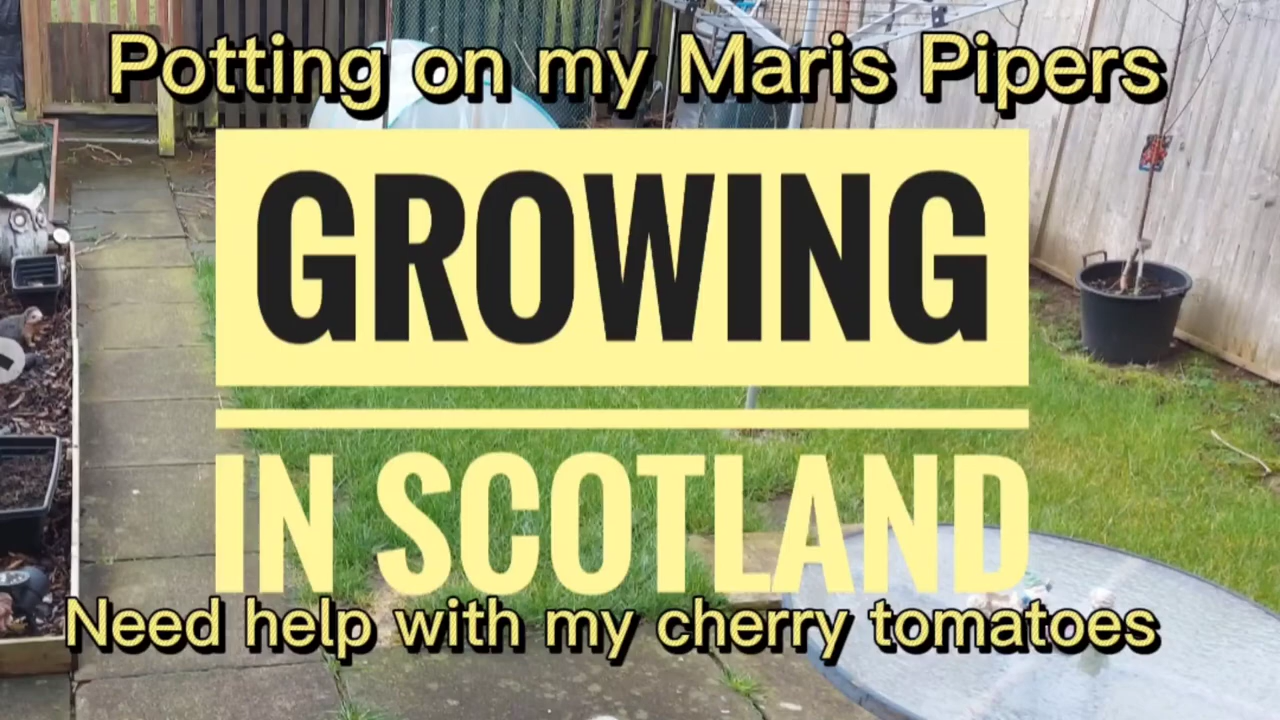 Potting on my Maris Pipers
GROWING
IN SCOTLAND
Need help with my cherry tomatoes